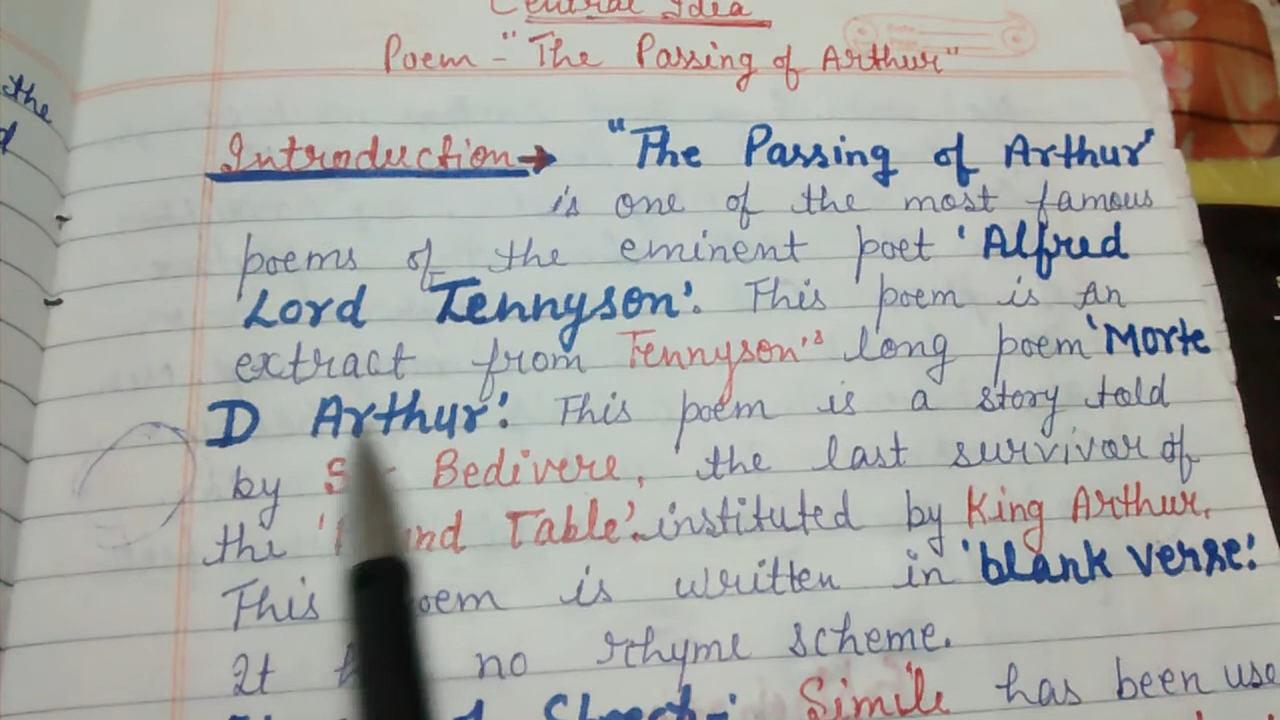 Central Idea
Poem - "The Passing of Arthur"
the
Introduction → "The Passing of Arthur"
is one of the most famous
poems of the eminent poet 'Alfred
Lord Tennyson'. This poem is an
extract from Tennyson's long poem 'Morte
D Arthur'. This poem is a story told
by Bedivere, the last survivor of
the Table' instituted by King Arthur.
This is written in 'blank verse'.
It no rhyme scheme.
Simile has been use